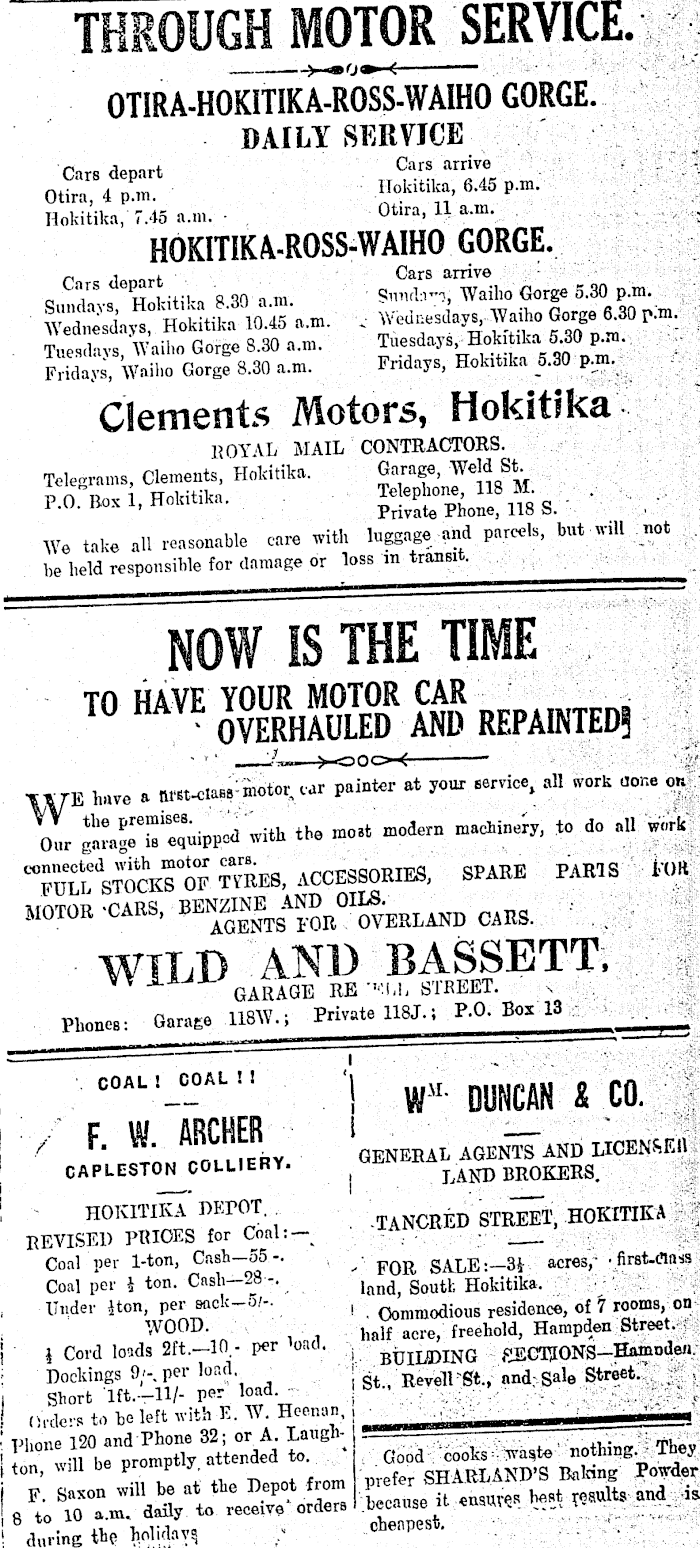 THROUGH MOTOR SERVICE.
OTIRA-HOKITIKA-ROSS-WAIHO GORGE.
DAILY SERVICE
Cars depart
Otira, 4 p.m.
Hokitika, 7.45 a.m.
Cars arrive
Hokitika, 6.45 p.m.
Otira, 11 a.m.
HOKITIKA-ROSS-WAIHO GORGE.
Cars depart
Sundays, Hokitika 8.30 a.m.
Wednesdays, Hokitika 10.45 a.m.
Tuesdays, Waiho Gorge 8.30 a.m.
Fridays, Waiho Gorge 8.30 a.m.
Cars arrive
Sundays, Waiho Gorge 5.30 p.m.
Wednesdays, Waiho Gorge 6.30 p.m.
Tuesdays, Hokitika 5.30 p.m.
Fridays, Hokitika 5.30 p.m.
Clements Motors, Hokitika
ROYAL MAIL CONTRACTORS.
Telegrams, Clements, Hokitika.
P.O. Box 1, Hokitika.
Garage, Weld St.
Telephone, 118 M.
Private Phone, 118 S.
We take all reasonable care with luggage and parcels, but will not
be held responsible for damage or loss in transit.
NOW IS THE TIME
TO HAVE YOUR MOTOR CAR
OVERHAULED AND REPAINTED
WE have a first-class motor car painter at your service, all work done on
the premises.
Our garage is equipped with the most modern machinery, to do all work
connected with motor cars.
FULL STOCKS OF TYRES, ACCESSORIES, SPARE PARTS FOR
MOTOR CARS, BENZINE AND OILS.
AGENTS FOR OVERLAND CARS.
WILD AND BASSETT,
GARAGE RE ELL STREET.
Phones: Garage 118W.; Private 118J.; P.O. Box 13
COAL! COAL!!
F. W. ARCHER
CAPLESTON COLLIERY.
HOKITIKA DEPOT.
REVISED PRICES for Coal:—
Coal per 1-ton, Cash—55 -.
Coal per ½ ton. Cash—28 -.
Under ½ton, per sack—5/-.
WOOD.
½ Cord loads 2ft.—10 - per load.
Dockings 9/-, per load.
Short 1ft.—11/- per load.
Orders to be left with E. W. Heenan,
Phone 120 and Phone 32; or A. Laugh-
ton, will be promptly attended to.
F. Saxon will be at the Depot from
8 to 10 a.m. daily to receive orders
during the holidays
WM. DUNCAN & CO.
GENERAL AGENTS AND LICENSED
LAND BROKERS.
TANCRED STREET, HOKITIKA
FOR SALE:—3½ acres, first-class
land, South Hokitika.
Commodious residence, of 7 rooms, on
half acre, freehold, Hampden Street.
BUILDING SECTIONS—Hampden
St., Revell St., and Sale Street.
Good cooks waste nothing. They
prefer SHARLAND'S Baking Powder
because it ensures best results and is
cheapest.